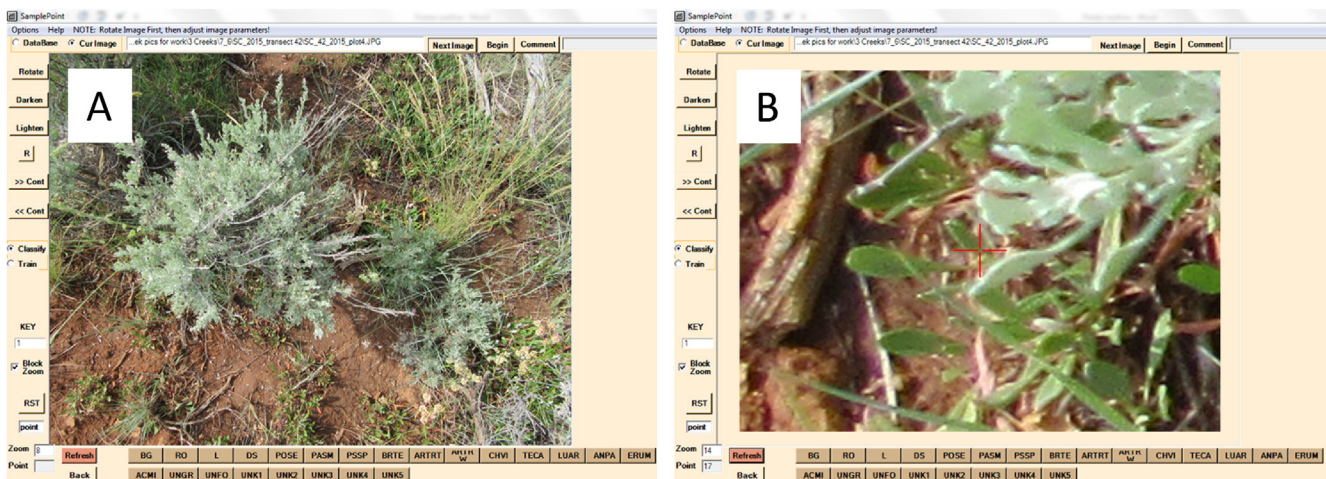 SamplePoint
Options Help NOTE: Rotate Image First, then adjust image parameters!
DataBase Cur Image ...ek pics for work\3 Creeks\7_6\SC_2015_transect 42\SC_42_2015_plot4.JPG Next Image Begin Comment
A
Rotate
Darken
Lighten
R
>> Cont
<< Cont
Classify
Train
KEY
1
Block
Zoom
RST
point
Zoom 8 Refresh BG RO L DS POSE PASM PSSP BRTE ARTRT ARTR W CHVI TECA LUAR ANPA ERUM
Point Back ACMI UNGR UNFO UNK1 UNK2 UNK3 UNK4 UNK5
SamplePoint
Options Help NOTE: Rotate Image First, then adjust image parameters!
DataBase Cur Image ...ek pics for work\3 Creeks\7_6\SC_2015_transect 42\SC_42_2015_plot4.JPG Next Image Begin Comment
B
Rotate
Darken
Lighten
R
>> Cont
<< Cont
Classify
Train
KEY
1
Block
Zoom
RST
point
Zoom 14 Refresh BG RO L DS POSE PASM PSSP BRTE ARTRT ARTR W CHVI TECA LUAR ANPA ERUM
Point 17 Back ACMI UNGR UNFO UNK1 UNK2 UNK3 UNK4 UNK5